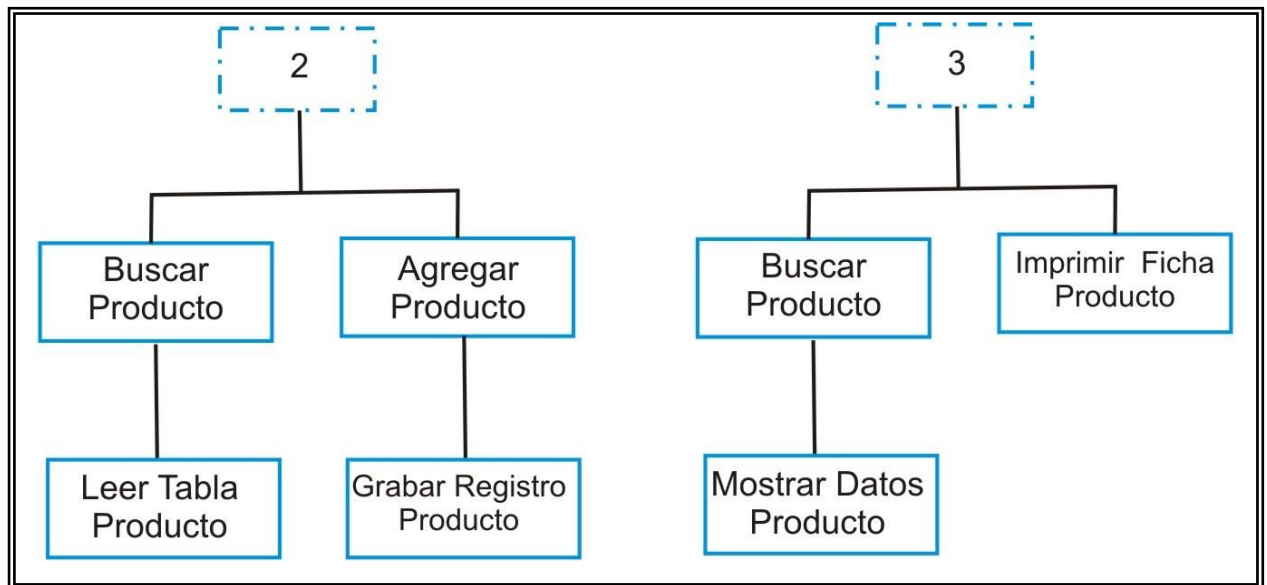 2
Buscar
Producto
Agregar
Producto
Leer Tabla
Producto
Grabar Registro
Producto
3
Buscar
Producto
Imprimir Ficha
Producto
Mostrar Datos
Producto